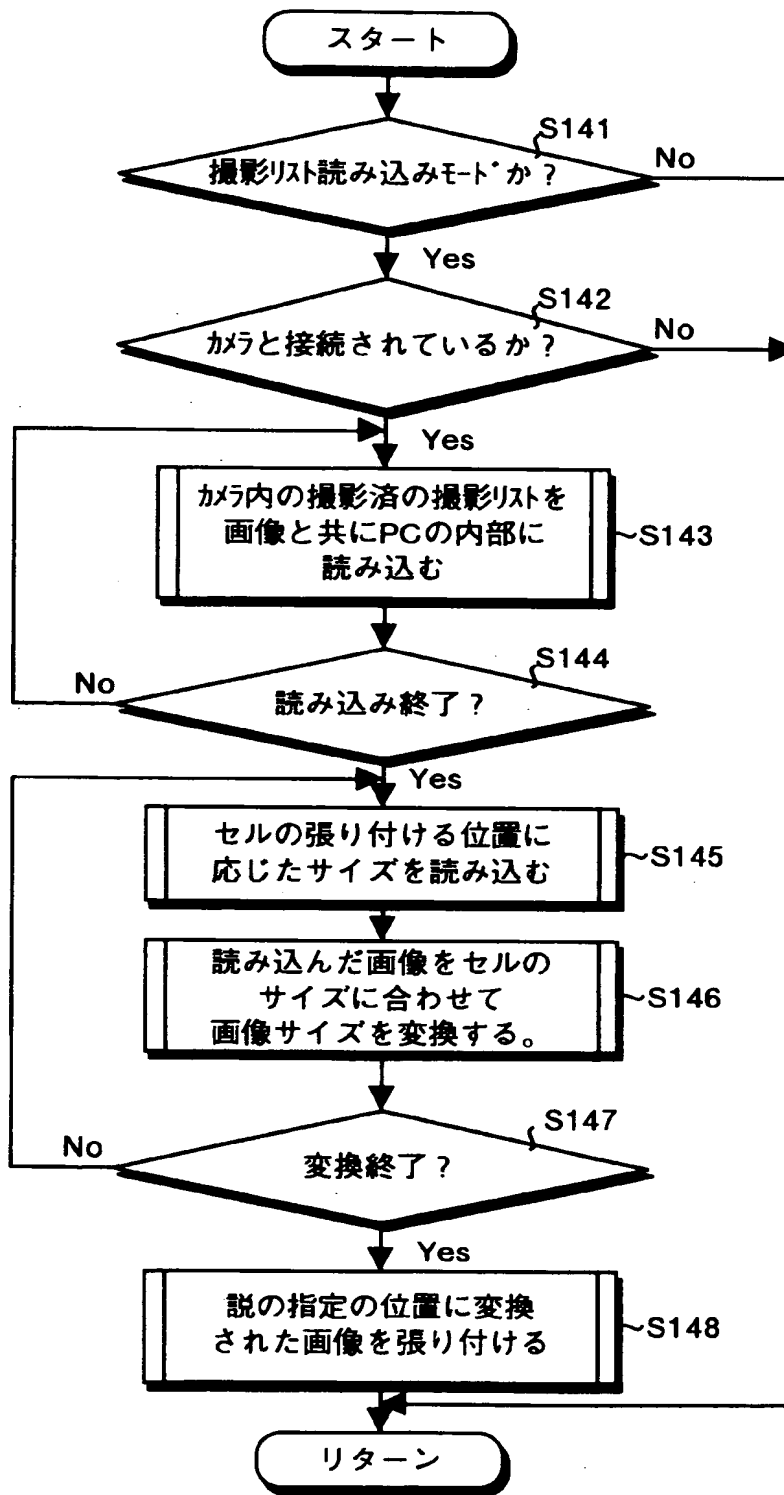 スタート
S141
撮影リスト読み込みモードか？
No
Yes
S142
カメラと接続されているか？
No
Yes
カメラ内の撮影済の撮影リストを
画像と共にPCの内部に
読み込む
S143
S144
No
読み込み終了？
Yes
セルの張り付ける位置に
応じたサイズを読み込む
S145
読み込んだ画像をセルの
サイズに合わせて
画像サイズを変換する。
S146
S147
No
変換終了？
Yes
説の指定の位置に変換
された画像を張り付ける
S148
リターン